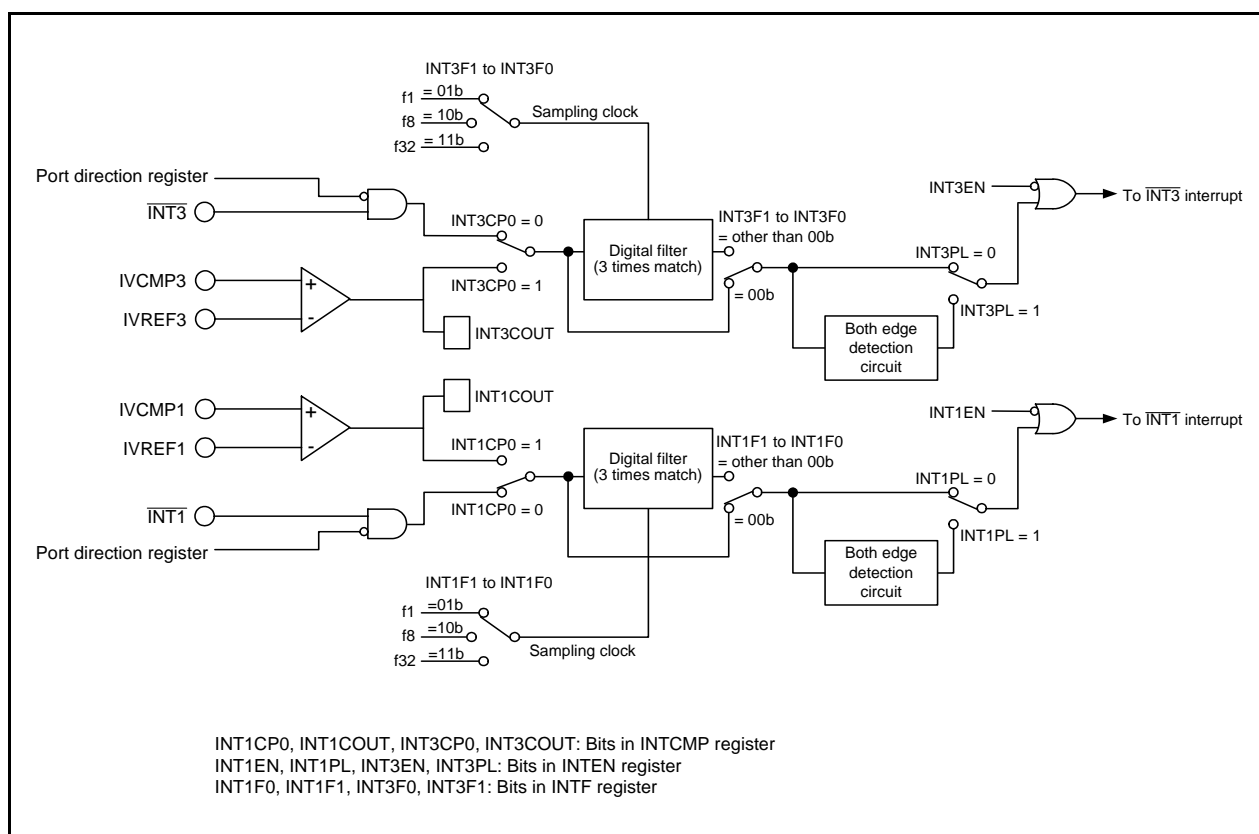 INT3F1 to INT3F0
f1 = 01b
f8 = 10b
f32 = 11b
Sampling clock
Port direction register
INT3
INT3CP0 = 0
INT3CP0 = 1
IVCMP3
IVREF3
+
-
INT3COUT
Digital filter
(3 times match)
INT3F1 to INT3F0
= other than 00b
= 00b
INT3EN
To INT3 interrupt
INT3PL = 0
INT3PL = 1
Both edge
detection
circuit
IVCMP1
IVREF1
+
-
INT1COUT
INT1CP0 = 1
INT1CP0 = 0
INT1
Port direction register
Digital filter
(3 times match)
INT1F1 to INT1F0
= other than 00b
= 00b
INT1EN
To INT1 interrupt
INT1PL = 0
INT1PL = 1
Both edge
detection
circuit
INT1F1 to INT1F0
f1 =01b
f8 =10b
f32 =11b
Sampling clock
INT1CP0, INT1COUT, INT3CP0, INT3COUT: Bits in INTCMP register
INT1EN, INT1PL, INT3EN, INT3PL: Bits in INTEN register
INT1F0, INT1F1, INT3F0, INT3F1: Bits in INTF register